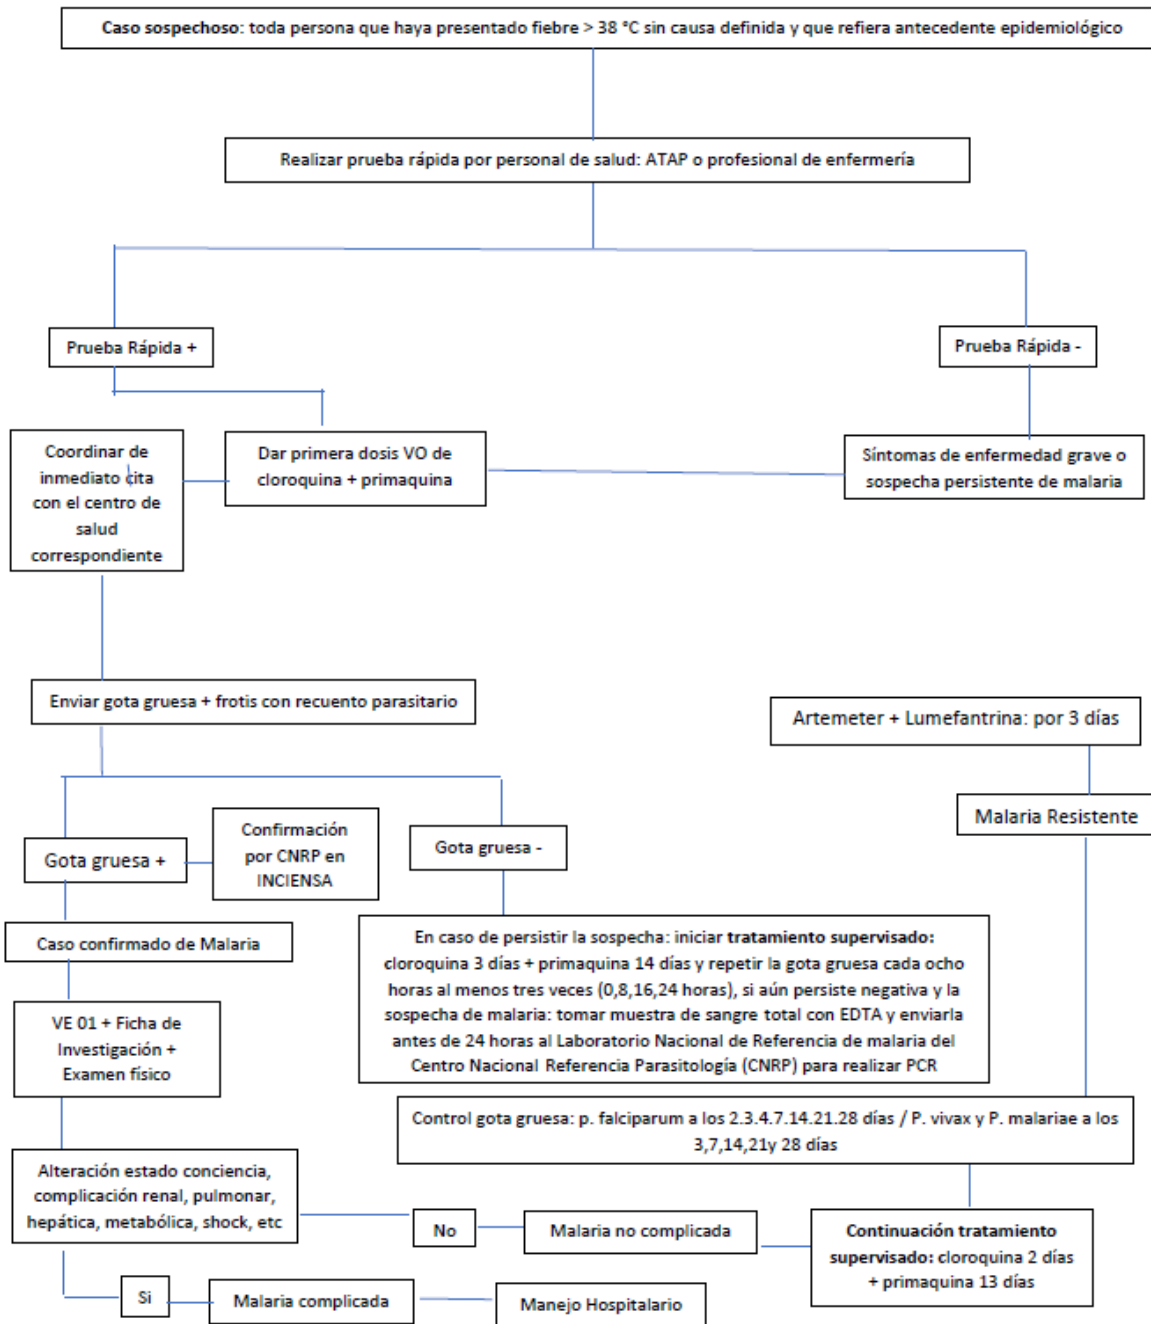 Caso sospechoso: toda persona que haya presentado fiebre > 38 °C sin causa definida y que refiera antecedente epidemiológico
Realizar prueba rápida por personal de salud: ATAP o profesional de enfermería
Prueba Rápida +
Prueba Rápida -
Coordinar de
inmediato cita
con el centro de
salud
correspondiente
Dar primera dosis VO de
cloroquina + primaquina
Síntomas de enfermedad grave o
sospecha persistente de malaria
Enviar gota gruesa + frotis con recuento parasitario
Artemeter + Lumefantrina: por 3 días
Malaria Resistente
Gota gruesa +
Confirmación
por CNRP en
INCIENSA
Gota gruesa -
Caso confirmado de Malaria
En caso de persistir la sospecha: iniciar tratamiento supervisado:
cloroquina 3 días + primaquina 14 días y repetir la gota gruesa cada ocho
horas al menos tres veces (0,8,16,24 horas), si aún persiste negativa y la
sospecha de malaria: tomar muestra de sangre total con EDTA y enviarla
antes de 24 horas al Laboratorio Nacional de Referencia de malaria del
Centro Nacional Referencia Parasitología (CNRP) para realizar PCR
VE 01 + Ficha de
Investigación +
Examen físico
Control gota gruesa: p. falciparum a los 2.3.4.7.14.21.28 días / P. vivax y P. malariae a los
3,7,14,21y 28 días
Alteración estado conciencia,
complicación renal, pulmonar,
hepática, metabólica, shock, etc
No
Malaria no complicada
Continuación tratamiento
supervisado: cloroquina 2 días
+ primaquina 13 días
Si
Malaria complicada
Manejo Hospitalario